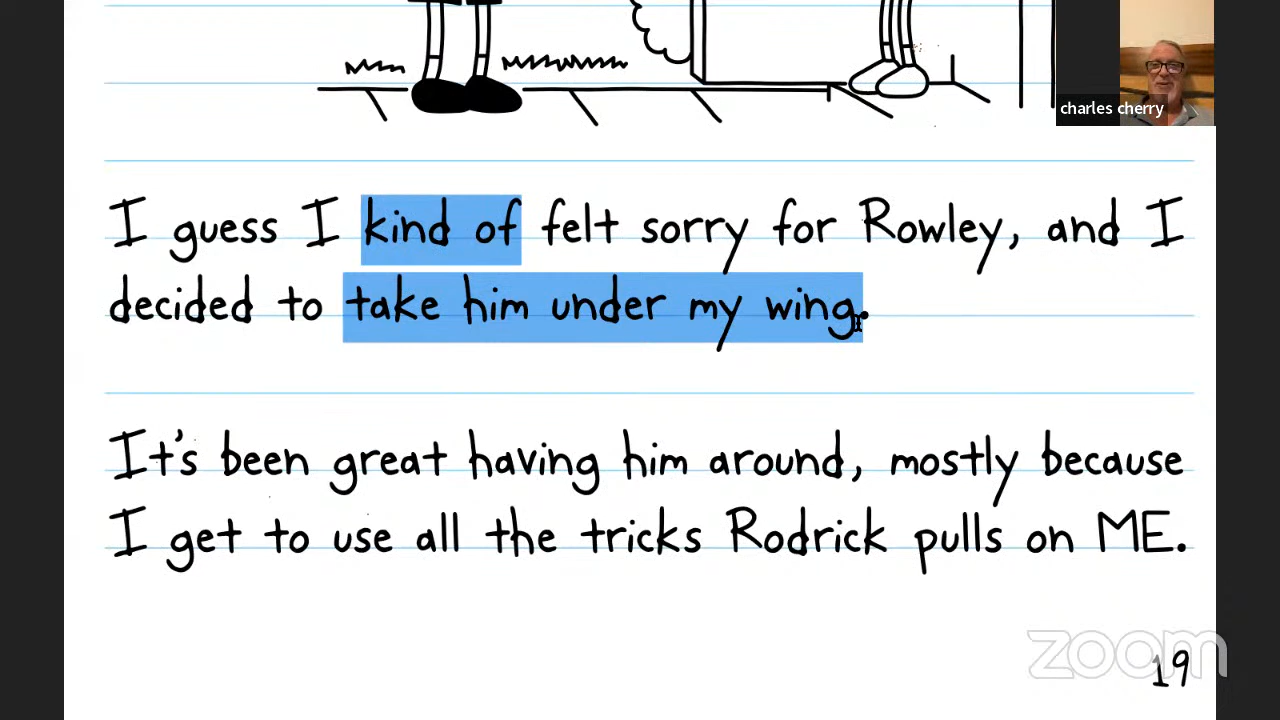 charles cherry
I guess I kind of felt sorry for Rowley, and I
decided to take him under my wing.
It's been great having him around, mostly because
I get to use all the tricks Rodrick pulls on ME.
zoom
19